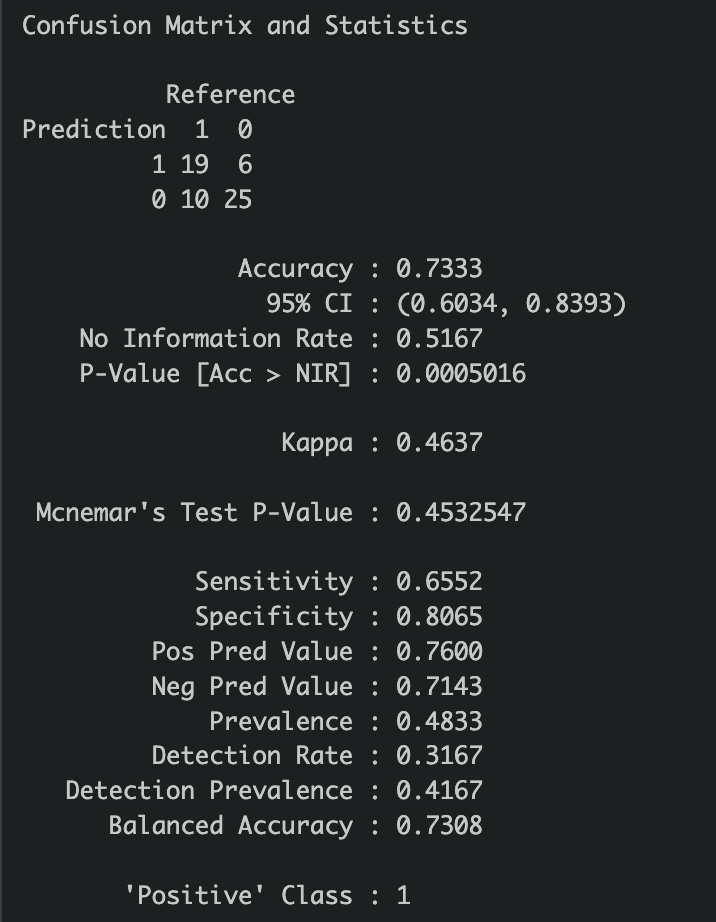 Confusion Matrix and Statistics
Reference
Prediction 1 0
1 19 6
0 10 25
Accuracy : 0.7333
95% CI : (0.6034, 0.8393)
No Information Rate : 0.5167
P-Value [Acc > NIR] : 0.0005016
Kappa : 0.4637
Mcnemar's Test P-Value : 0.4532547
Sensitivity : 0.6552
Specificity : 0.8065
Pos Pred Value : 0.7600
Neg Pred Value : 0.7143
Prevalence : 0.4833
Detection Rate : 0.3167
Detection Prevalence : 0.4167
Balanced Accuracy : 0.7308
'Positive' Class : 1